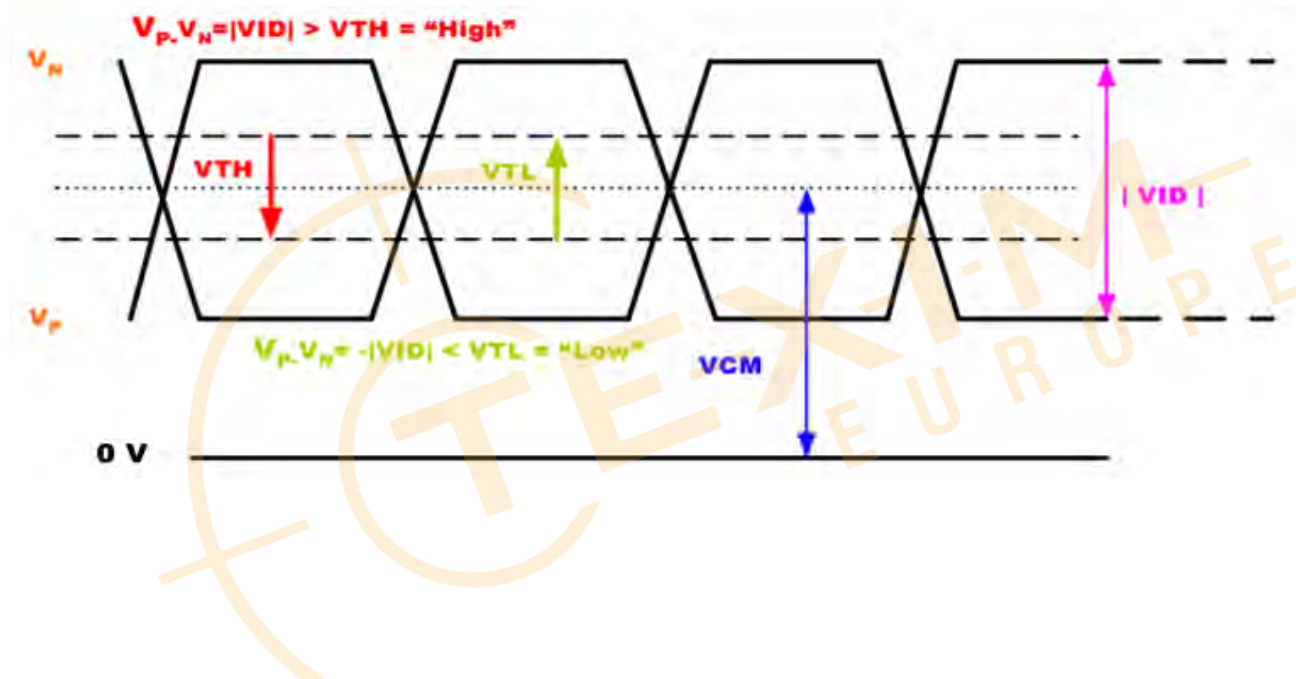 VP-VN=|VID| > VTH = “High”
VN
VTH
VTL
| VID |
VP
VP-VN= -|VID| < VTL = “Low”
VCM
0 V
TEXIM
EUROPE